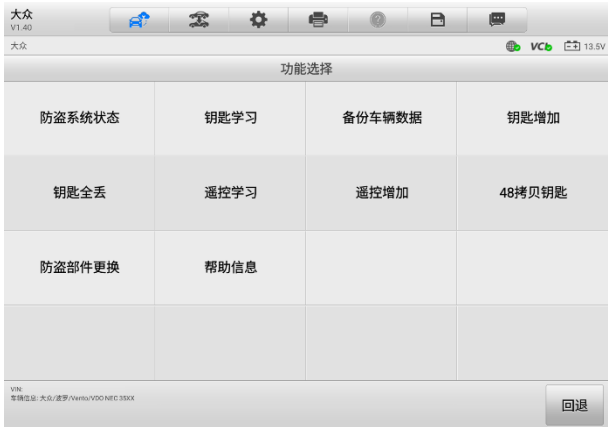 大众
V1.40
大众
VCb 13.5V
功能选择
防盗系统状态 钥匙学习 备份车辆数据 钥匙增加
钥匙全丢 遥控学习 遥控增加 48拷贝钥匙
防盗部件更换 帮助信息
VIN:
车辆信息: 大众/波罗/Vento/VDO NEC 35XX
回退